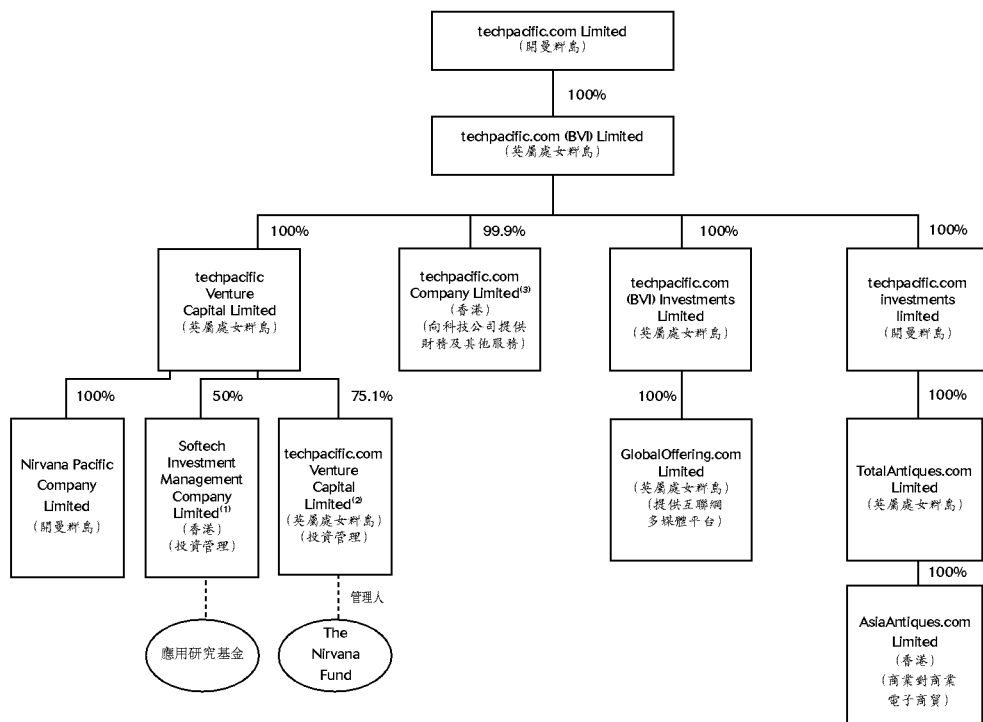 techpacific.com Limited
(開曼群島)
100%
techpacific.com (BVI) Limited
(英屬處女群島)
100%
99.9%
100%
100%
techpacific
Venture
Capital Limited
(英屬處女群島)
techpacific.com
Company Limited(3)
(香港)
(向科技公司提供
財務及其他服務)
techpacific.com
(BVI) Investments
Limited
(英屬處女群島)
techpacific.com
investments
limited
(開曼群島)
100%
50%
75.1%
100%
100%
Nirvana Pacific
Company
Limited
(開曼群島)
Softech
Investment
Management
Company
Limited(1)
(香港)
(投資管理)
techpacific.com
Venture
Capital
Limited(2)
(英屬處女群島)
(投資管理)
GlobalOffering.com
Limited
(英屬處女群島)
(提供互聯網
多媒體平台)
TotalAntiques.com
Limited
(英屬處女群島)
管理人
100%
應用研究基金
The
Nirvana
Fund
AsiaAntiques.com
Limited
(香港)
(商業對商業
電子商貿)